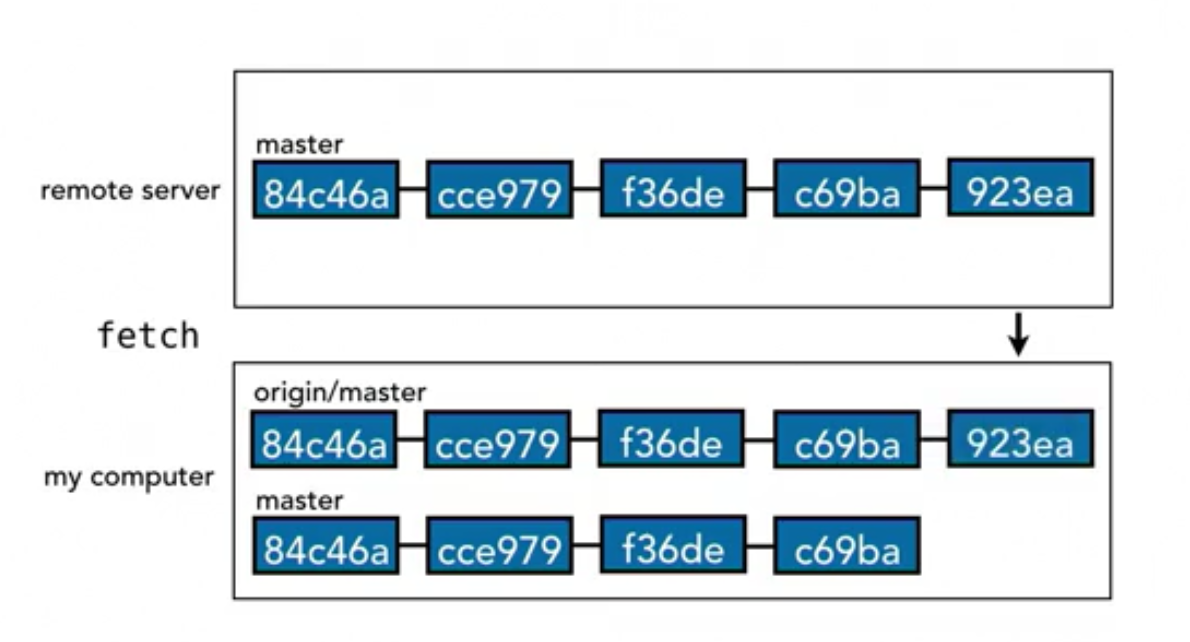 master
remote server
84c46a
cce979
f36de
c69ba
923ea
fetch
origin/master
84c46a
cce979
f36de
c69ba
923ea
my computer
master
84c46a
cce979
f36de
c69ba